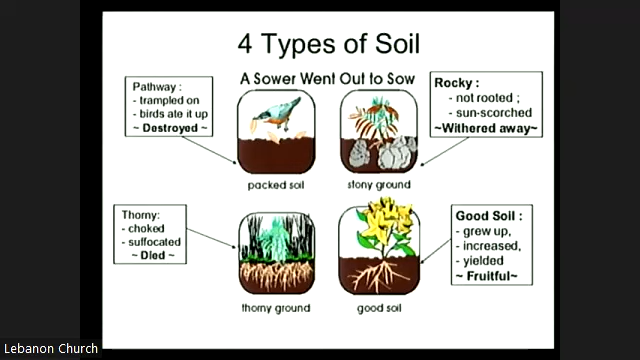 4 Types of Soil
A Sower Went Out to Sow
Pathway :
- trampled on
- birds ate it up
~ Destroyed ~
Rocky :
- not rooted ;
- sun-scorched
~Withered away~
packed soil
stony ground
Thorny:
- choked
- suffocated
~ Died ~
Good Soil :
- grew up,
- increased,
- yielded
~ Fruitful~
thorny ground
good soil
Lebanon Church